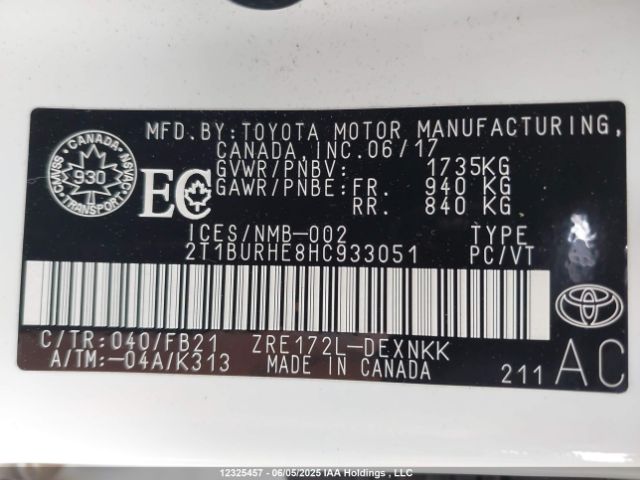 MFD.BY:TOYOTA MOTOR MANUFACTURING,
CANADA,INC.06/17
GVWR/PNBV: 1735KG
GAWR/PNBE:FR. 940 KG
RR. 840 KG
CANADA
CMVSS
930
NSVAC
TRANSPORT
EC
ICES/NMB-002 TYPE
2T1BURHE8HC933051 PC/VT
C/TR:040/FB21 ZRE172L-DEXNKK
A/TM:-04A/K313 MADE IN CANADA
211 AC
12325457 - 06/05/2025 IAA Holdings , LLC